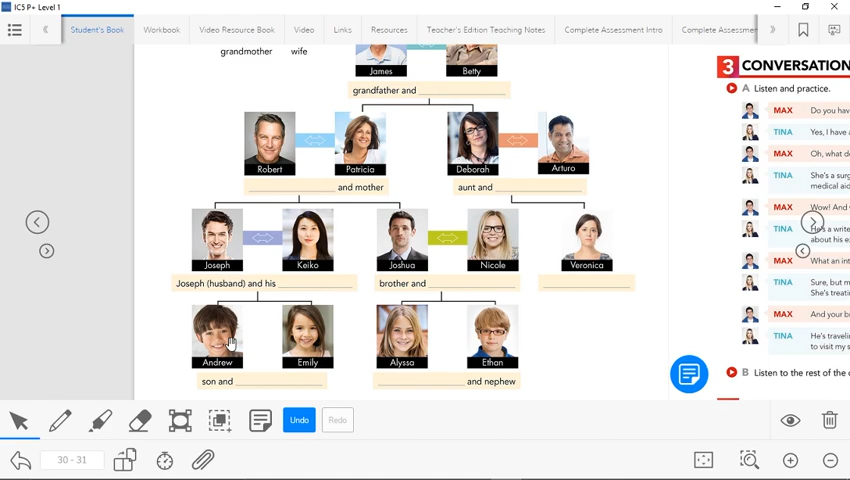 IC5 P+ Level 1
Student's Book
Workbook
Video Resource Book
Video
Links
Resources
Teacher's Edition Teaching Notes
Complete Assessment Intro
Complete
grandmother wife
James Betty
grandfather and
Robert Patricia Deborah Arturo
and mother
aunt and
Joseph Keiko Joshua Nicole Veronica
Joseph (husband) and his
brother and
Andrew Emily Alyssa Ethan
son and
and nephew
3 CONVERSATION
A Listen and practice.
MAX Do you hav
TINA Yes, I have a
MAX Oh, what d
TINA She's a surg
medical aid
MAX Wow! And
TINA He's a write
about his e
MAX What an int
TINA Sure, but m
She's treati
MAX And your b
TINA He's travelin
to visit my s
B Listen to the rest of the
Undo
Redo
30 - 31